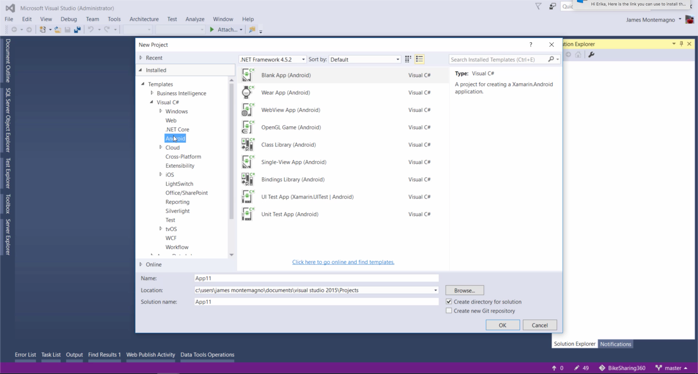 Microsoft Visual Studio (Administrator)
Hi Erika, Here is the link you can use to install th...
File Edit View Debug Team Tools Architecture Test Analyze Window Help
James Montemagno
Attach...
Document Outline
SQL Server Object Explorer
Test Explorer
Toolbox
Server Explorer
New Project
? ×
Recent
.NET Framework 4.5.2 Sort by: Default
Search Installed Templates (Ctrl+E)
Installed
Templates
Business Intelligence
Visual C#
Windows
Web
.NET Core
Android
Cloud
Cross-Platform
Extensibility
iOS
LightSwitch
Office/SharePoint
Reporting
Silverlight
Test
tvOS
WCF
Workflow
Online
Blank App (Android) Visual C#
Wear App (Android) Visual C#
WebView App (Android) Visual C#
OpenGL Game (Android) Visual C#
Class Library (Android) Visual C#
Single-View App (Android) Visual C#
Bindings Library (Android) Visual C#
UI Test App (Xamarin.UITest | Android) Visual C#
Unit Test App (Android) Visual C#
Click here to go online and find templates.
Type: Visual C#
A project for creating a Xamarin.Android
application.
Name: App11
Location: c:\users\james montemagno\documents\visual studio 2015\Projects
Browse...
Solution name: App11
Create directory for solution
Create new Git repository
OK Cancel
Solution Explorer Notifications
Error List Task List Output Find Results 1 Web Publish Activity Data Tools Operations
0 49 BikeSharing360 master